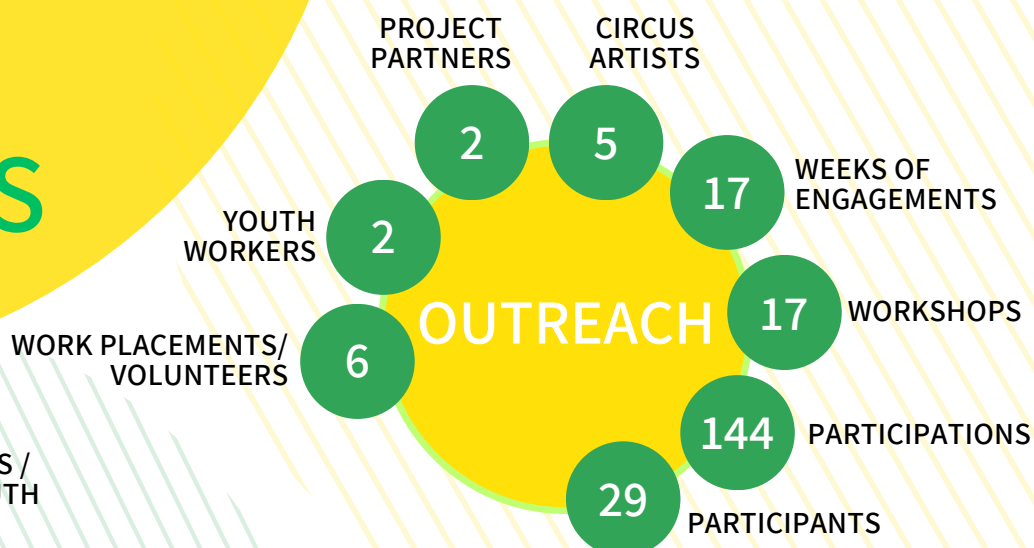 PROJECT
PARTNERS
2
CIRCUS
ARTISTS
5
17
WEEKS OF
ENGAGEMENTS
S
YOUTH
WORKERS
2
OUTREACH
17
WORKSHOPS
WORK PLACEMENTS/
VOLUNTEERS
6
144
PARTICIPATIONS
S /
TH
29
PARTICIPANTS